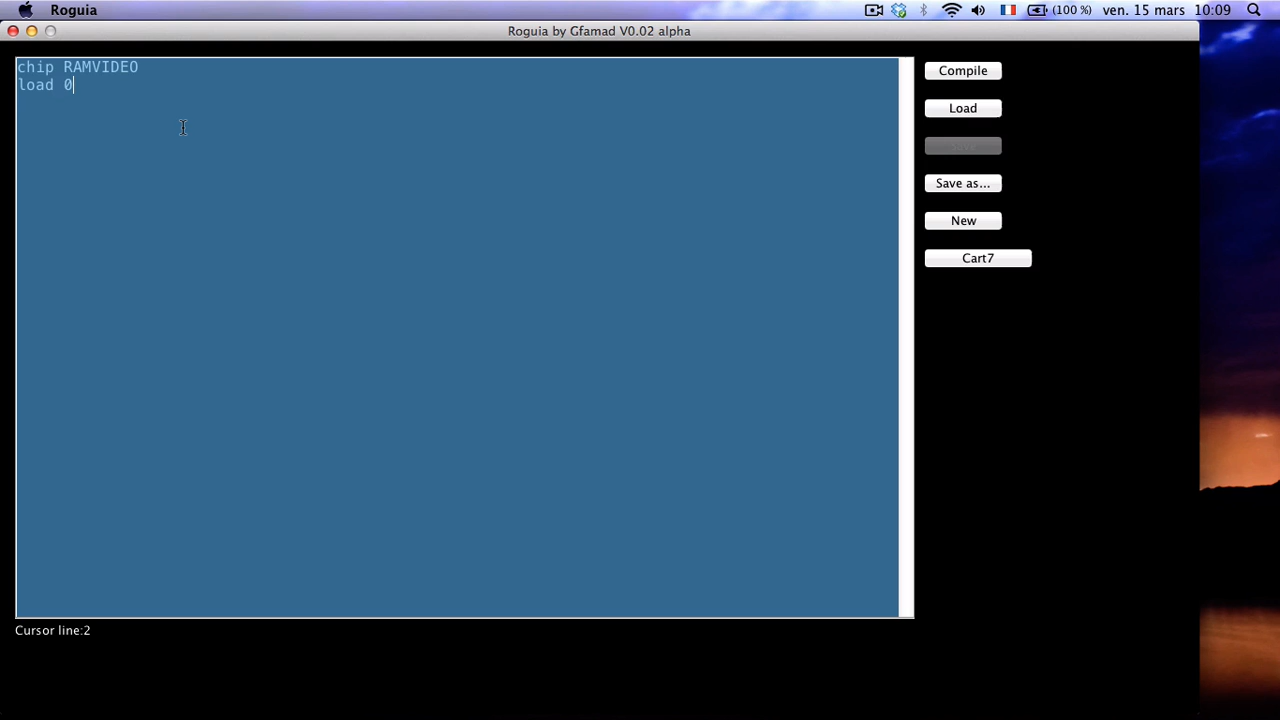 Roguia
(100 %)
ven. 15 mars
10:09
Roguia by Gfamad V0.02 alpha
chip RAMVIDEO
load 0
Compile
Load
Save
Save as...
New
Cart7
Cursor line:2